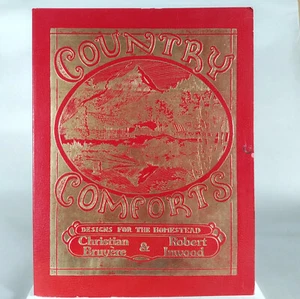 COUNTRY
COMFORTS
DESIGNS FOR THE HOMESTEAD
Christian & Robert
Bruyère Inwood